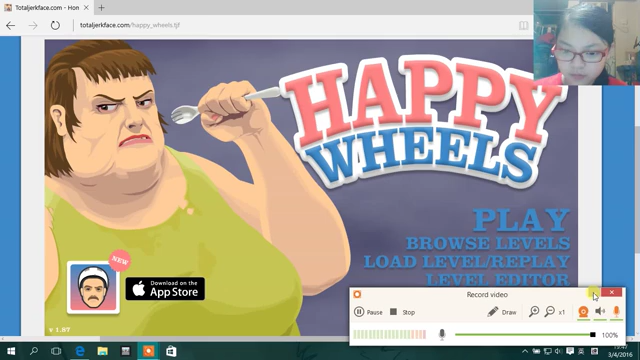 Totaljerkface.com - Hon
totaljerkface.com/happy_wheels.tjf
HAPPY
WHEELS
PLAY
BROWSE LEVELS
LOAD LEVEL/REPLAY
LEVEL EDITOR
NEW
Download on the
App Store
v 1.87
Record video
Pause
Stop
Draw
x1
100%
3/4/2016